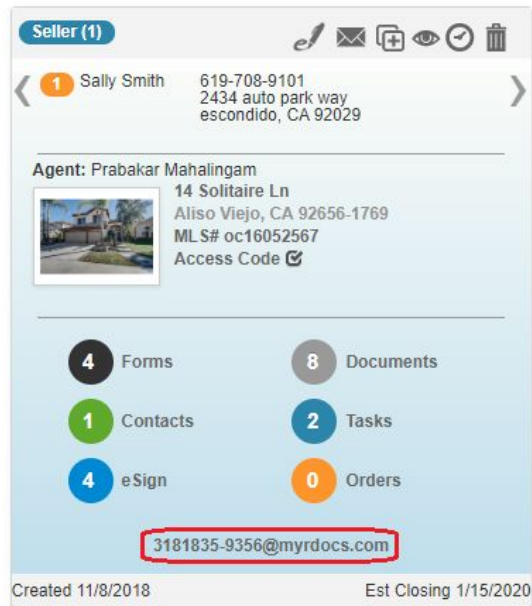 Seller (1)
1 Sally Smith 619-708-9101
2434 auto park way
escondido, CA 92029
Agent: Prabakar Mahalingam
14 Solitaire Ln
Aliso Viejo, CA 92656-1769
MLS# oc16052567
Access Code
4 Forms 8 Documents
1 Contacts 2 Tasks
4 eSign 0 Orders
3181835-9356@myrdocs.com
Created 11/8/2018 Est Closing 1/15/2020